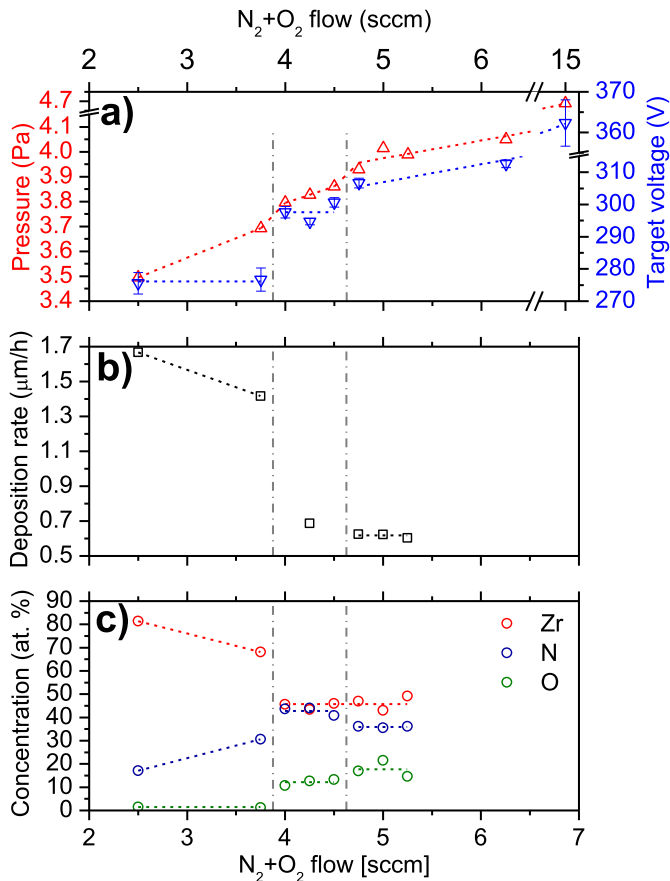 N₂+O₂ flow (sccm)
2 3 4 5 6 15
a)
Pressure (Pa)
4.7
4.1
4.0
3.9
3.8
3.7
3.6
3.5
3.4
370
360
310
300
290
280
270
Target voltage (V)
b)
Deposition rate (µm/h)
1.7
1.5
1.3
1.1
0.9
0.7
0.5
c)
Concentration (at. %)
90
80
70
60
50
40
30
20
10
0
Zr
N
O
2 3 4 5 6 7
N₂+O₂ flow [sccm]